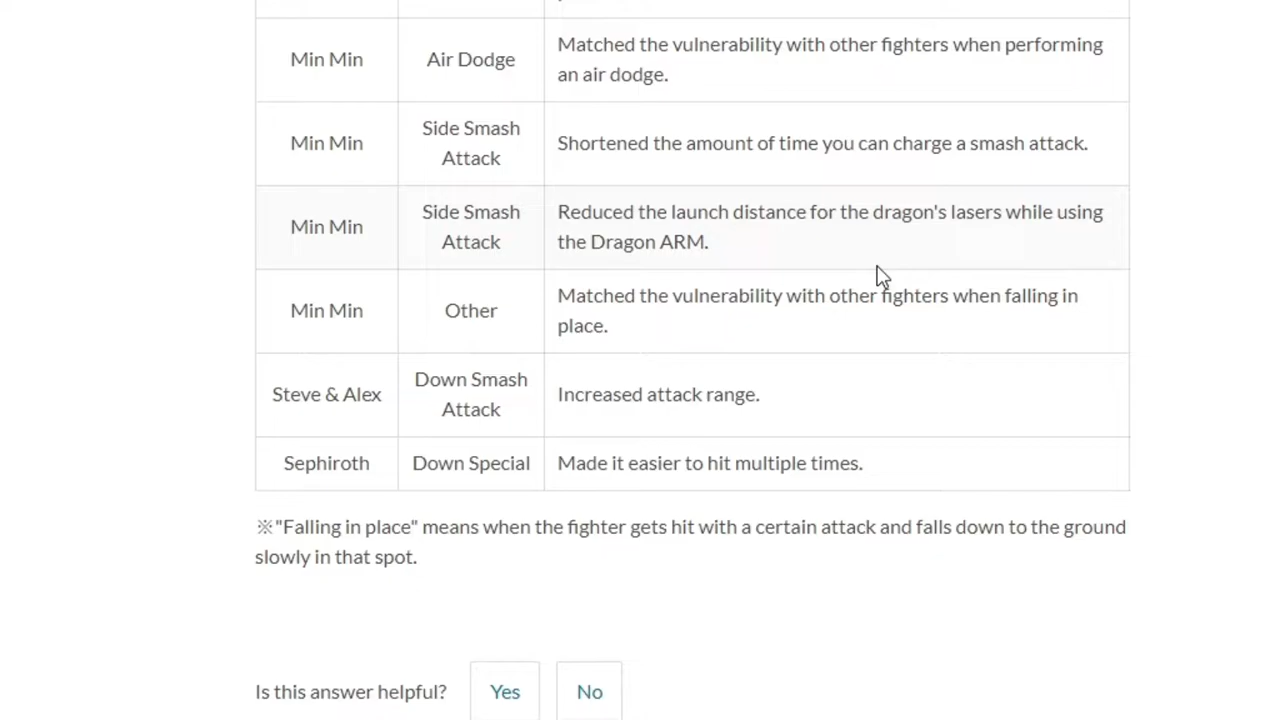 Min Min
Air Dodge
Matched the vulnerability with other fighters when performing
an air dodge.
Min Min
Side Smash
Attack
Shortened the amount of time you can charge a smash attack.
Min Min
Side Smash
Attack
Reduced the launch distance for the dragon's lasers while using
the Dragon ARM.
Min Min
Other
Matched the vulnerability with other fighters when falling in
place.
Steve & Alex
Down Smash
Attack
Increased attack range.
Sephiroth
Down Special
Made it easier to hit multiple times.
※"Falling in place" means when the fighter gets hit with a certain attack and falls down to the ground
slowly in that spot.
Is this answer helpful?
Yes
No